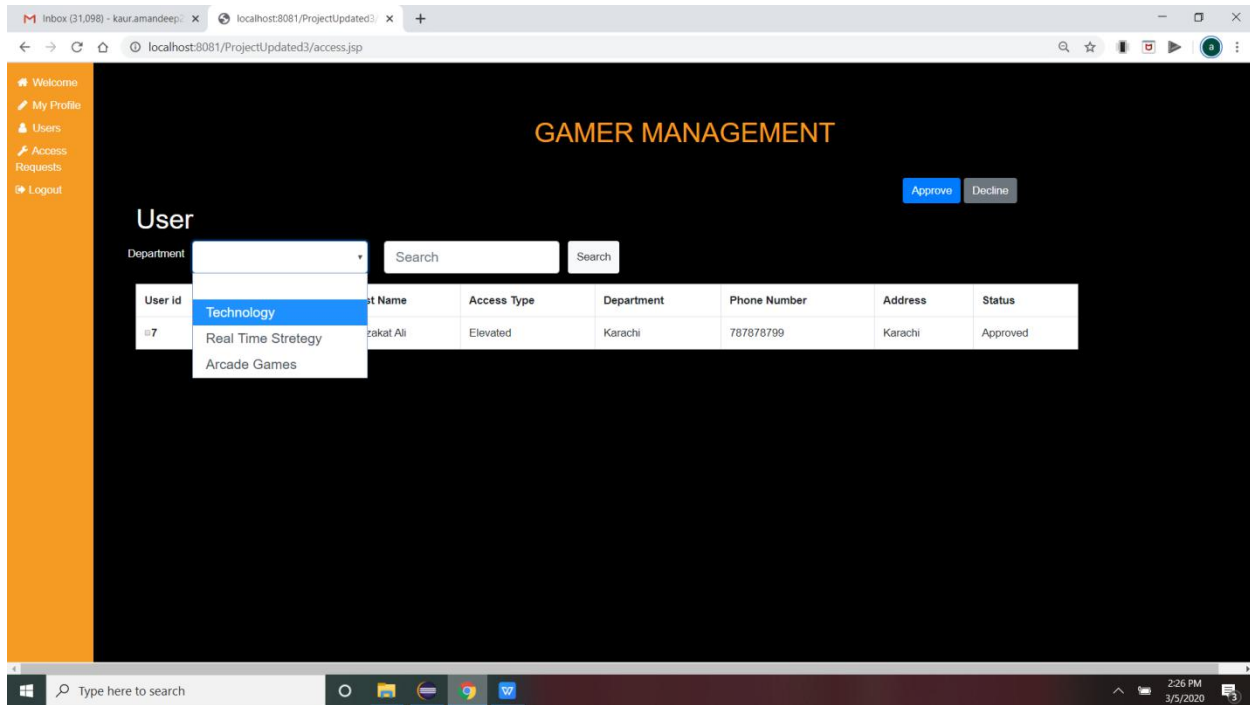 Inbox (31,098) - kaur.amandeep
localhost:8081/ProjectUpdated3/
localhost:8081/ProjectUpdated3/access.jsp
a
Welcome
My Profile
Users
Access
Requests
Logout
GAMER MANAGEMENT
Approve Decline
User
Department Search Search
User id st Name Access Type Department Phone Number Address Status
7 zakat Ali Elevated Karachi 787878799 Karachi Approved
Technology
Real Time Stretegy
Arcade Games
Type here to search
2:26 PM
3/5/2020
3